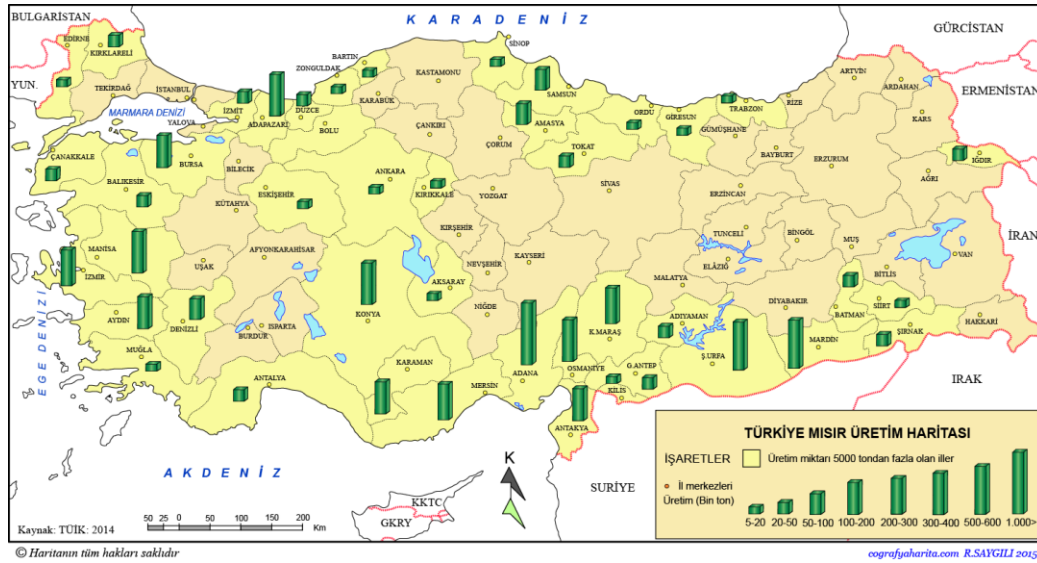 K A R A D E N İ Z
BULGARİSTAN
GÜRCİSTAN
ERMENİSTAN
YUN.
İRAN
IRAK
SURİYE
KKTC
GKRY
MARMARA DENİZİ
E G E D E N İ Z İ
A K D E N İ Z
EDİRNE
KIRKLARELİ
TEKİRDAĞ
İSTANBUL
YALOVA
İZMİT
ADAPAZARI
DÜZCE
BOLU
ZONGULDAK
BARTIN
KARABÜK
KASTAMONU
SİNOP
SAMSUN
ÇANKIRI
ÇORUM
AMASYA
TOKAT
ORDU
GİRESUN
TRABZON
GÜMÜŞHANE
RİZE
ARTVİN
ARDAHAN
KARS
BAYBURT
ERZURUM
IĞDIR
AĞRI
ÇANAKKALE
BALIKESİR
BURSA
BİLECİK
KÜTAHYA
ESKİŞEHİR
ANKARA
KIRIKKALE
YOZGAT
SİVAS
ERZİNCAN
TUNCELİ
BİNGÖL
MUŞ
VAN
BİTLİS
MANİSA
İZMİR
UŞAK
AFYONKARAHİSAR
KIRŞEHİR
NEVŞEHİR
KAYSERİ
MALATYA
ELAZIĞ
DİYABAKIR
BATMAN
SİİRT
ŞIRNAK
HAKKARİ
AYDIN
DENİZLİ
BURDUR
ISPARTA
KONYA
AKSARAY
NİĞDE
K.MARAŞ
ADIYAMAN
MARDİN
MUĞLA
ANTALYA
KARAMAN
MERSİN
ADANA
OSMANİYE
G.ANTEP
KİLİS
Ş.URFA
ANTAKYA
K
TÜRKİYE MISIR ÜRETİM HARİTASI
İŞARETLER
Üretim miktarı 5000 tondan fazla olan iller
İl merkezleri
Üretim (Bin ton)
5-20 20-50 50-100 100-200 200-300 300-400 500-600 1.000>
Kaynak: TÜİK: 2014
50 25 0 50 100 150 200
Km
© Haritanın tüm hakları saklıdır
cografyaharita.com R.SAYGILI 2015